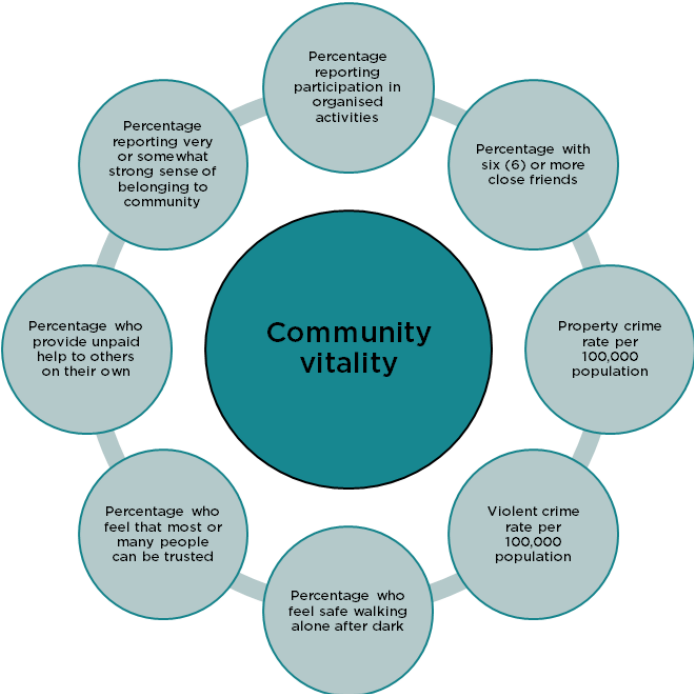 Percentage
reporting
participation in
organised
activities
Percentage with
six (6) or more
close friends
Property crime
rate per
100,000
population
Violent crime
rate per
100,000
population
Percentage who
feel safe walking
alone after dark
Percentage who
feel that most or
many people
can be trusted
Percentage who
provide unpaid
help to others
on their own
Percentage
reporting very
or somewhat
strong sense of
belonging to
community
Community
vitality